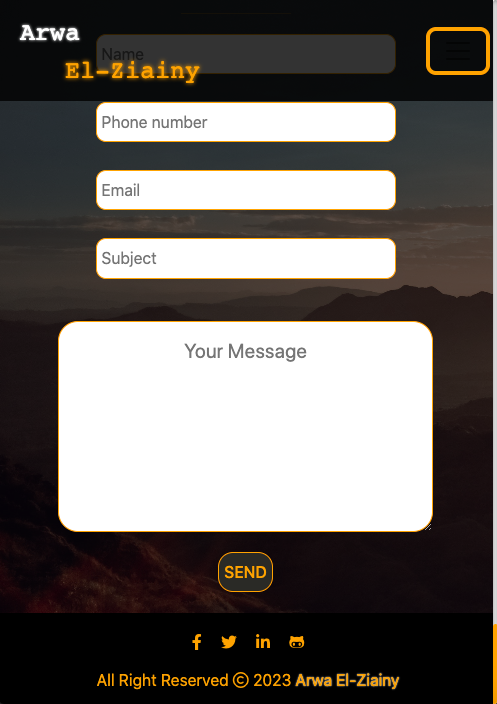 Arwa
El-Ziainy
Name
Phone number
Email
Subject
Your Message
SEND
All Right Reserved © 2023 Arwa El-Ziainy